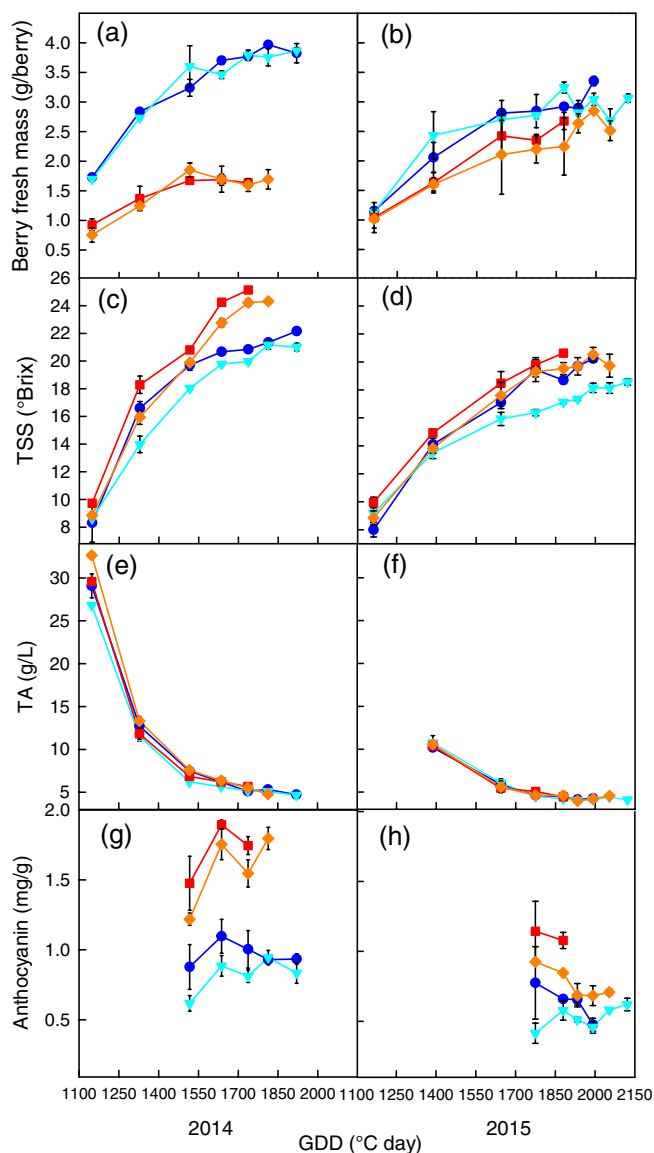 (a)
(b)
Berry fresh mass (g/berry)
4.0
3.5
3.0
2.5
2.0
1.5
1.0
0.5
26
(c)
(d)
TSS (°Brix)
24
22
20
18
16
14
12
10
8
(e)
(f)
TA (g/L)
30
25
20
15
10
5
2.0
(g)
(h)
Anthocyanin (mg/g)
1.5
1.0
0.5
1100 1250 1400 1550 1700 1850 2000 1100 1250 1400 1550 1700 1850 2000 2150
2014 2015
GDD (°C day)